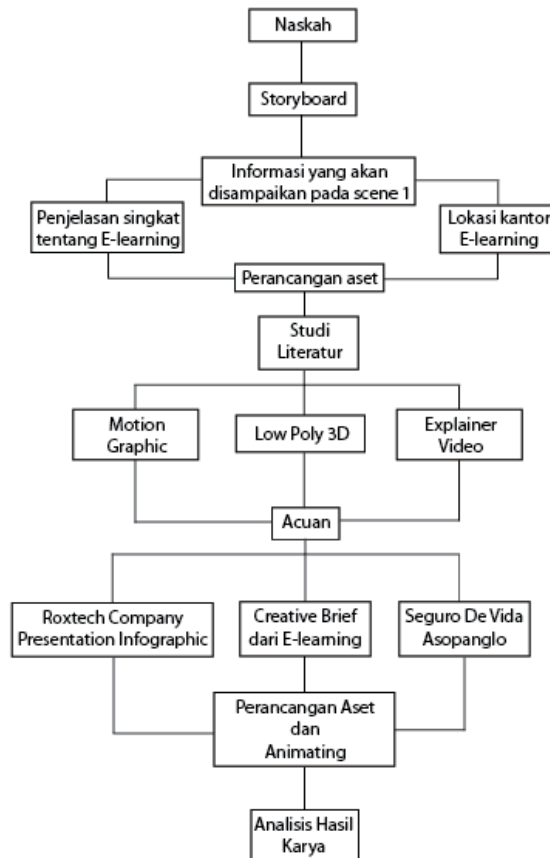 Naskah
Storyboard
Informasi yang akan
disampaikan pada scene 1
Penjelasan singkat
tentang E-learning
Lokasi kantor
E-learning
Perancangan aset
Studi
Literatur
Motion
Graphic
Low Poly 3D
Explainer
Video
Acuan
Roxtech Company
Presentation Infographic
Creative Brief
dari E-learning
Seguro De Vida
Asopanglo
Perancangan Aset
dan
Animating
Analisis Hasil
Karya